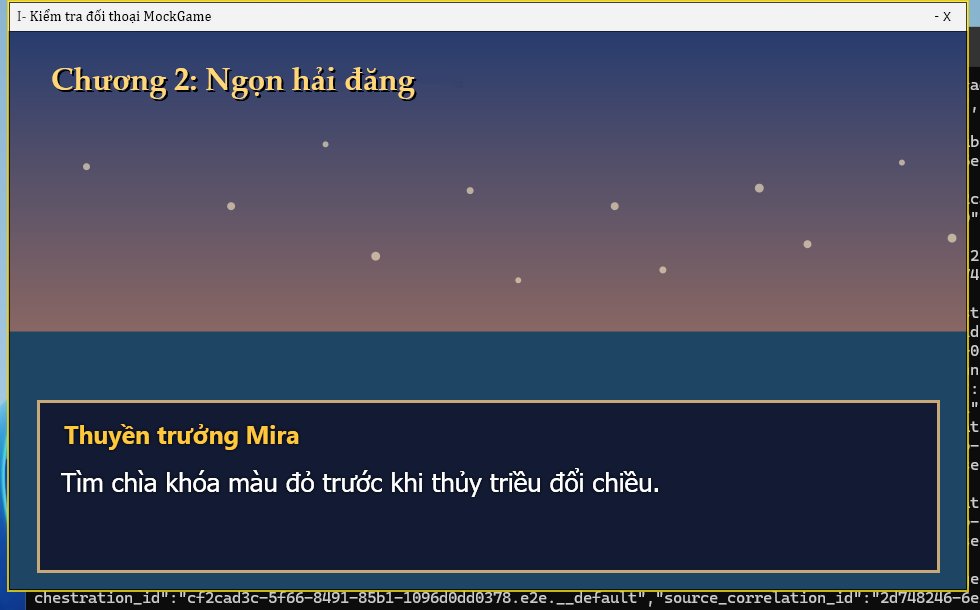 I- Kiểm tra đối thoại MockGame
- X
Chương 2: Ngọn hải đăng
Thuyền trưởng Mira
Tìm chìa khóa màu đỏ trước khi thủy triều đổi chiều.
chestration_id":"cf2cad3c-5f66-8491-85b1-1096d0dd0378.e2e.__default","source_correlation_id":"2d748246-6e